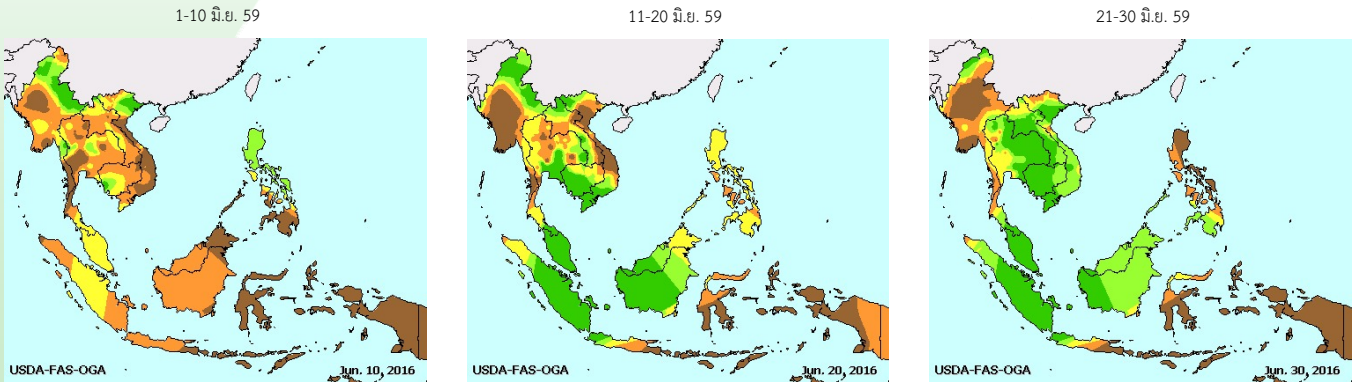 1-10 มิ.ย. 59
11-20 มิ.ย. 59
21-30 มิ.ย. 59
USDA-FAS-OGA Jun. 10, 2016
USDA-FAS-OGA Jun. 20, 2016
USDA-FAS-OGA Jun. 30, 2016